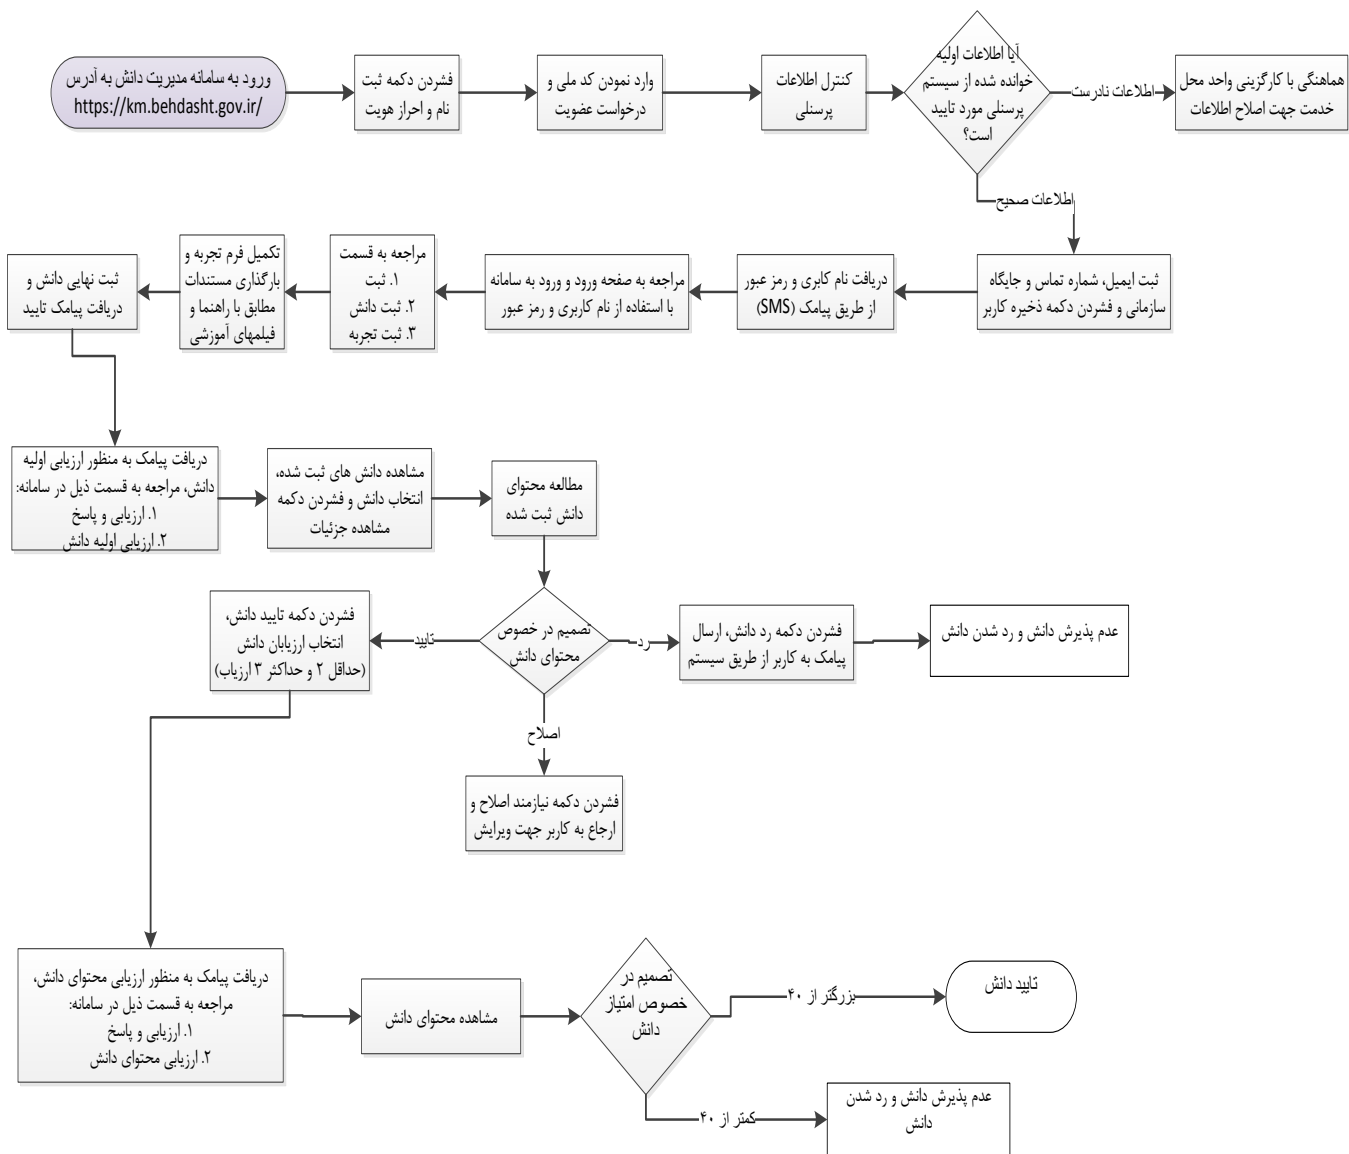 ورود به سامانه مدیریت دانش به آدرس
https://km.behdasht.gov.ir/
فشردن دکمه ثبت
نام و احراز هویت
وارد نمودن کد ملی و
درخواست عضویت
کنترل اطلاعات
پرسنلی
آیا اطلاعات اولیه
خوانده شده از سیستم
پرسنلی مورد تایید
است؟
اطلاعات نادرست
هماهنگی با کارگزینی واحد محل
خدمت جهت اصلاح اطلاعات
اطلاعات صحیح
ثبت ایمیل، شماره تماس و جایگاه
سازمانی و فشردن دکمه ذخیره کاربر
دریافت نام کابری و رمز عبور
از طریق پیامک (SMS)
مراجعه به صفحه ورود و ورود به سامانه
با استفاده از نام کاربری و رمز عبور
مراجعه به قسمت
۱. ثبت
۲. ثبت دانش
۳. ثبت تجربه
تکمیل فرم تجربه و
بارگذاری مستندات
مطابق با راهنما و
فیلمهای آموزشی
ثبت نهایی دانش و
دریافت پیامک تایید
دریافت پیامک به منظور ارزیابی اولیه
دانش، مراجعه به قسمت ذیل در سامانه:
۱. ارزیابی و پاسخ
۲. ارزیابی اولیه دانش
مشاهده دانش های ثبت شده،
انتخاب دانش و فشردن دکمه
مشاهده جزئیات
مطالعه محتوای
دانش ثبت شده
تصمیم در خصوص
محتوای دانش
تایید
فشردن دکمه تایید دانش،
انتخاب ارزیابان دانش
(حداقل ۲ و حداکثر ۳ ارزیاب)
رد
فشردن دکمه رد دانش، ارسال
پیامک به کاربر از طریق سیستم
عدم پذیرش دانش و رد شدن دانش
اصلاح
فشردن دکمه نیازمند اصلاح و
ارجاع به کاربر جهت ویرایش
دریافت پیامک به منظور ارزیابی محتوای دانش،
مراجعه به قسمت ذیل در سامانه:
۱. ارزیابی و پاسخ
۲. ارزیابی محتوای دانش
مشاهده محتوای دانش
تصمیم در
خصوص امتیاز
دانش
بزرگتر از ۴۰
تایید دانش
کمتر از ۴۰
عدم پذیرش دانش و رد شدن
دانش